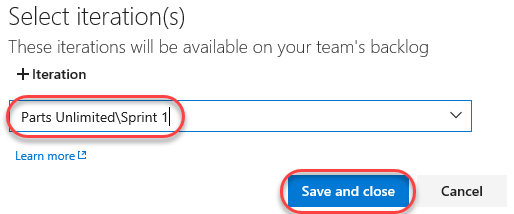 Select iteration(s)
These iterations will be available on your team's backlog
+Iteration
Parts Unlimited\Sprint 1
Learn more
Save and close Cancel